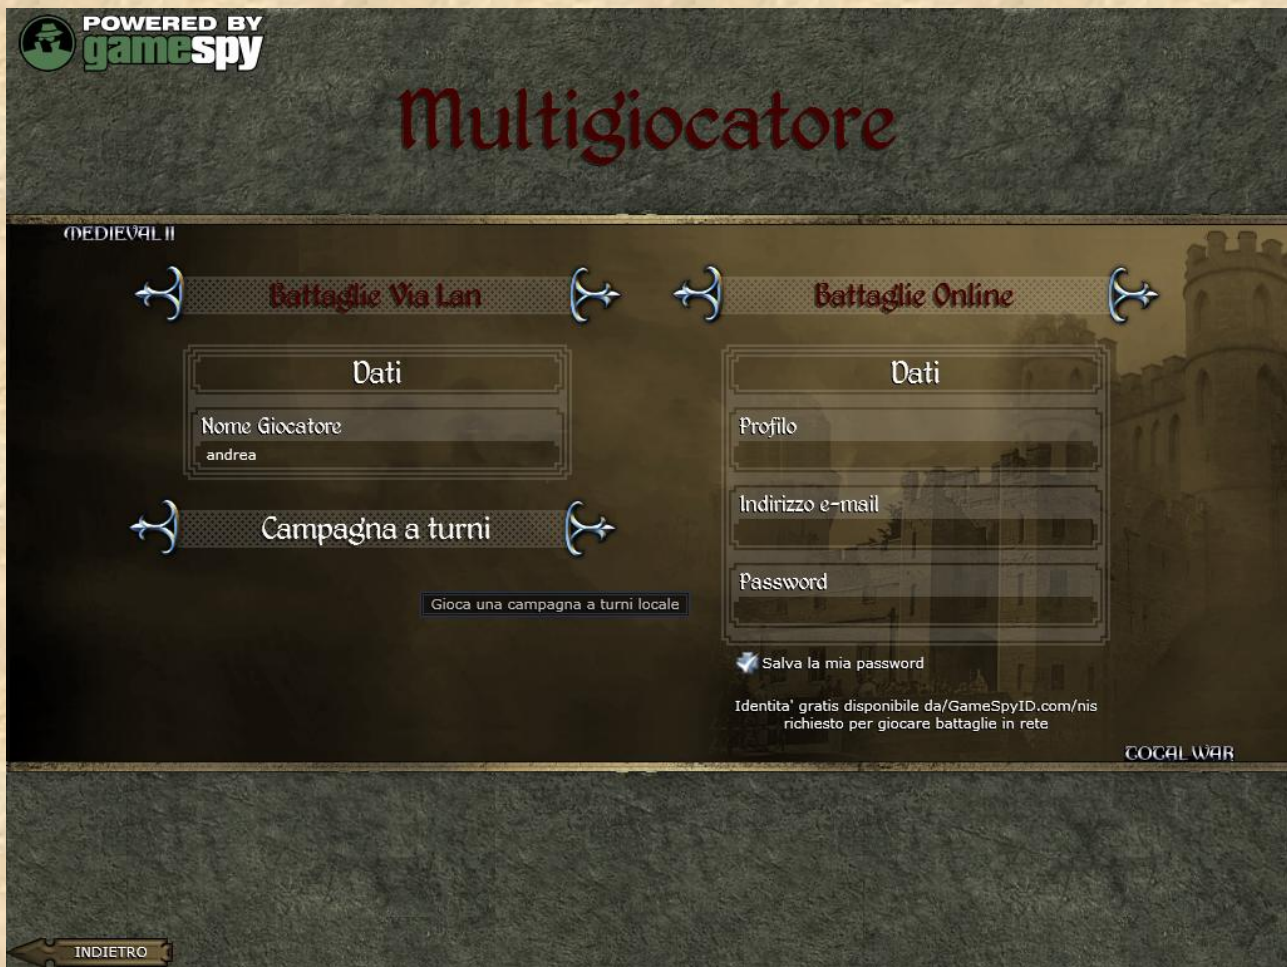 POWERED BY
gamespy
Multigiocatore
MEDIEVAL II
Battaglie Via Lan
Dati
Nome Giocatore
andrea
Campagna a turni
Gioca una campagna a turni locale
Battaglie Online
Dati
Profilo
Indirizzo e-mail
Password
Salva la mia password
Identita' gratis disponibile da/GameSpyID.com/nis
richiesto per giocare battaglie in rete
TOTAL WAR
INDIETRO